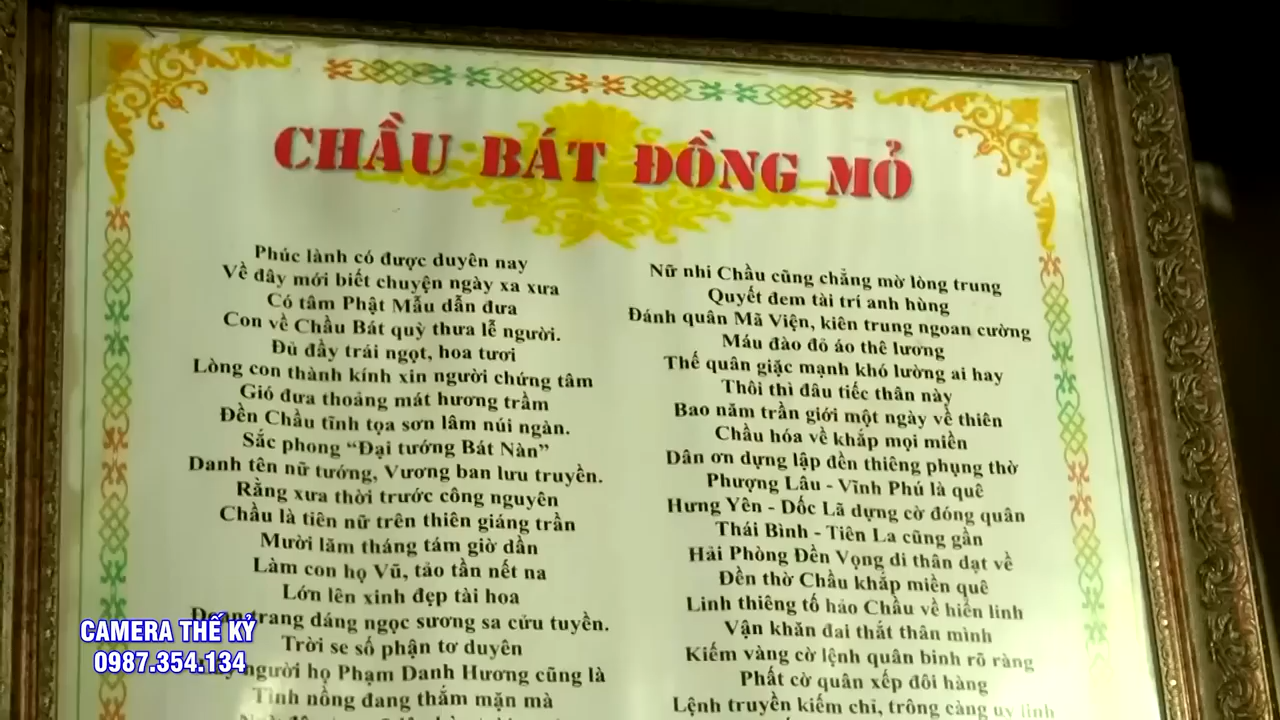 CHẦU BÁT ĐỒNG MỎ
Phúc lành có được duyên nay
Về đây mới biết chuyện ngày xa xưa
Có tâm Phật Mẫu dẫn đưa
Con về Chầu Bát quỳ thưa lễ người.
Đủ đầy trái ngọt, hoa tươi
Lòng con thành kính xin người chứng tâm
Gió đưa thoảng mát hương trầm
Đền Chầu tĩnh tọa sơn lâm núi ngàn.
Sắc phong “Đại tướng Bát Nàn”
Danh tên nữ tướng, Vương ban lưu truyền.
Rằng xưa thời trước công nguyên
Chầu là tiên nữ trên thiên giáng trần
Mười lăm tháng tám giờ dần
Làm con họ Vũ, tảo tần nết na
Lớn lên xinh đẹp tài hoa
trang dáng ngọc sương sa cửu tuyền.
Trời se số phận tơ duyên
người họ Phạm Danh Hương cũng là
Tình nồng đang thắm mặn mà
Nữ nhi Chầu cũng chẳng mờ lòng trung
Quyết đem tài trí anh hùng
Đánh quân Mã Viện, kiên trung ngoan cường
Máu đào đỏ áo thê lương
Thế quân giặc mạnh khó lường ai hay
Thôi thì đâu tiếc thân này
Bao năm trần giới một ngày về thiên
Chầu hóa về khắp mọi miền
Dân ơn dựng lập đền thiêng phụng thờ
Phượng Lâu - Vĩnh Phú là quê
Hưng Yên - Dốc Lã dựng cờ đóng quân
Thái Bình - Tiên La cũng gần
Hải Phòng Đền Vọng di thân dạt về
Đền thờ Chầu khắp miền quê
Linh thiêng tố hảo Chầu về hiển linh
Vận khăn đai thắt thân mình
Kiếm vàng cờ lệnh quân binh rõ ràng
Phất cờ quân xếp đôi hàng
Lệnh truyền kiếm chỉ, trông càng uy linh
CAMERA THẾ KỶ
0987.354.134